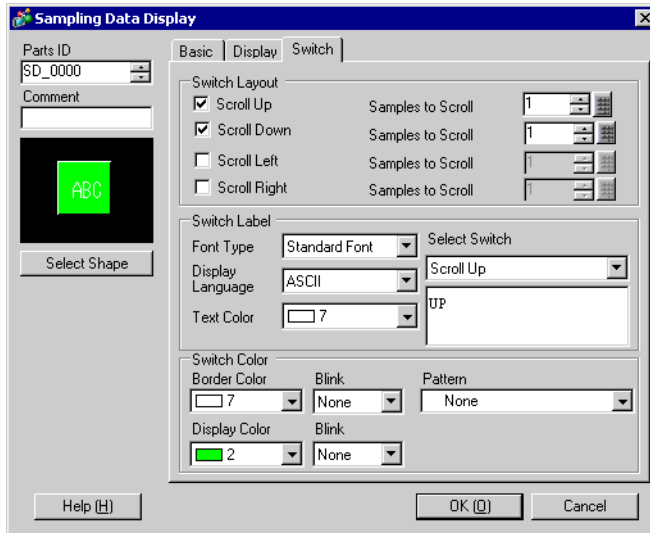 Sampling Data Display
Parts ID
SD_0000
Comment
ABC
Select Shape
Basic Display Switch
Switch Layout
Scroll Up Samples to Scroll 1
Scroll Down Samples to Scroll 1
Scroll Left Samples to Scroll 1
Scroll Right Samples to Scroll 1
Switch Label
Font Type Standard Font
Display Language ASCII
Text Color 7
Select Switch
Scroll Up
UP
Switch Color
Border Color Blink Pattern
7 None None
Display Color Blink
2 None
Help (H) OK (O) Cancel